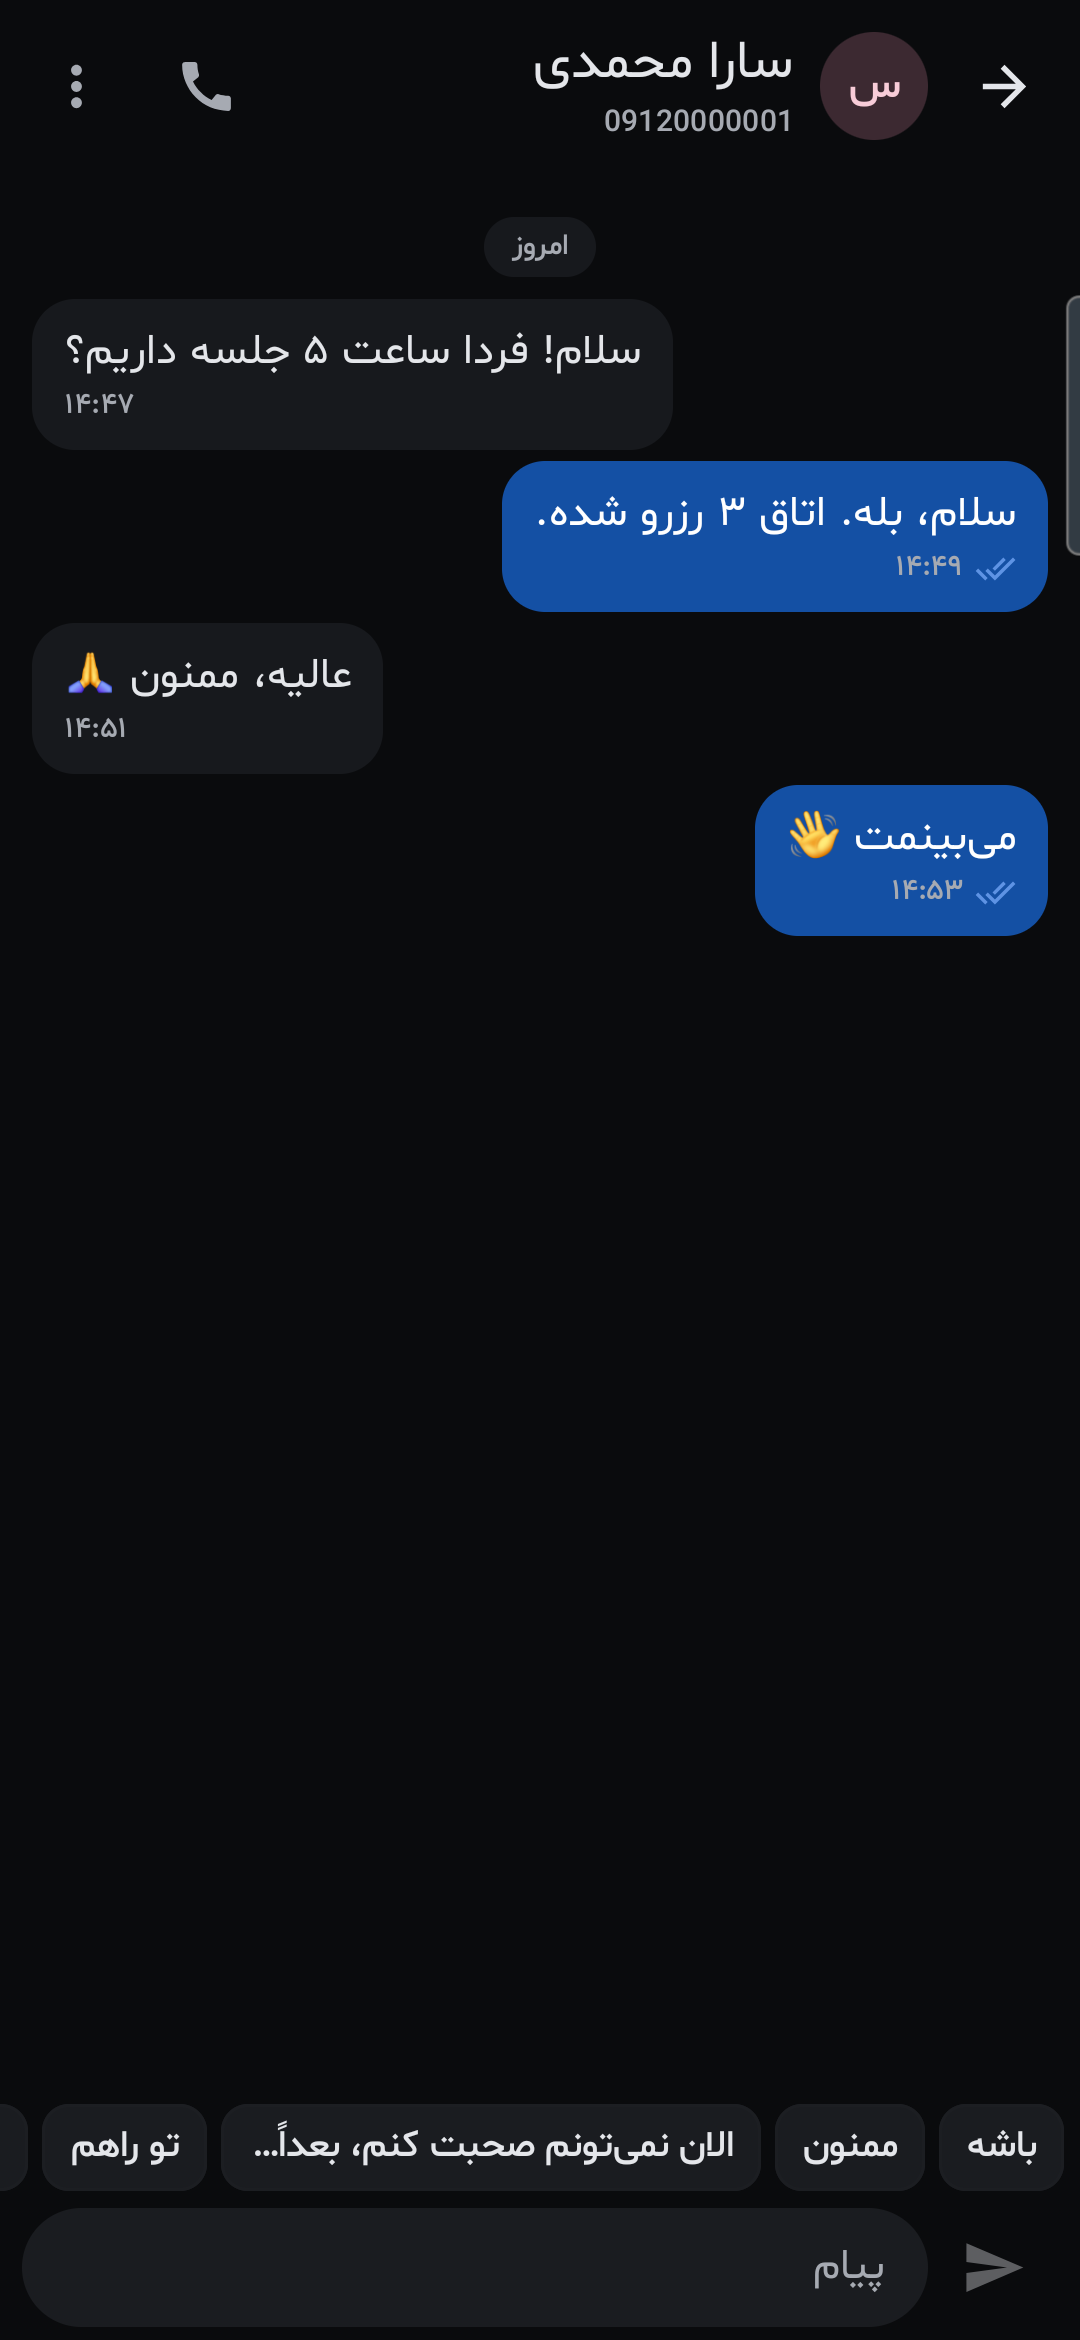 سارا محمدی
س
09120000001
امروز
سلام! فردا ساعت ۵ جلسه داریم؟
۱۴:۴۷
سلام، بله. اتاق ۳ رزرو شده.
۱۴:۴۹
عالیه، ممنون 🙏
۱۴:۵۱
می‌بینمت 👋
۱۴:۵۳
باشه
ممنون
الان نمی‌تونم صحبت کنم، بعداً...
تو راهم
پیام